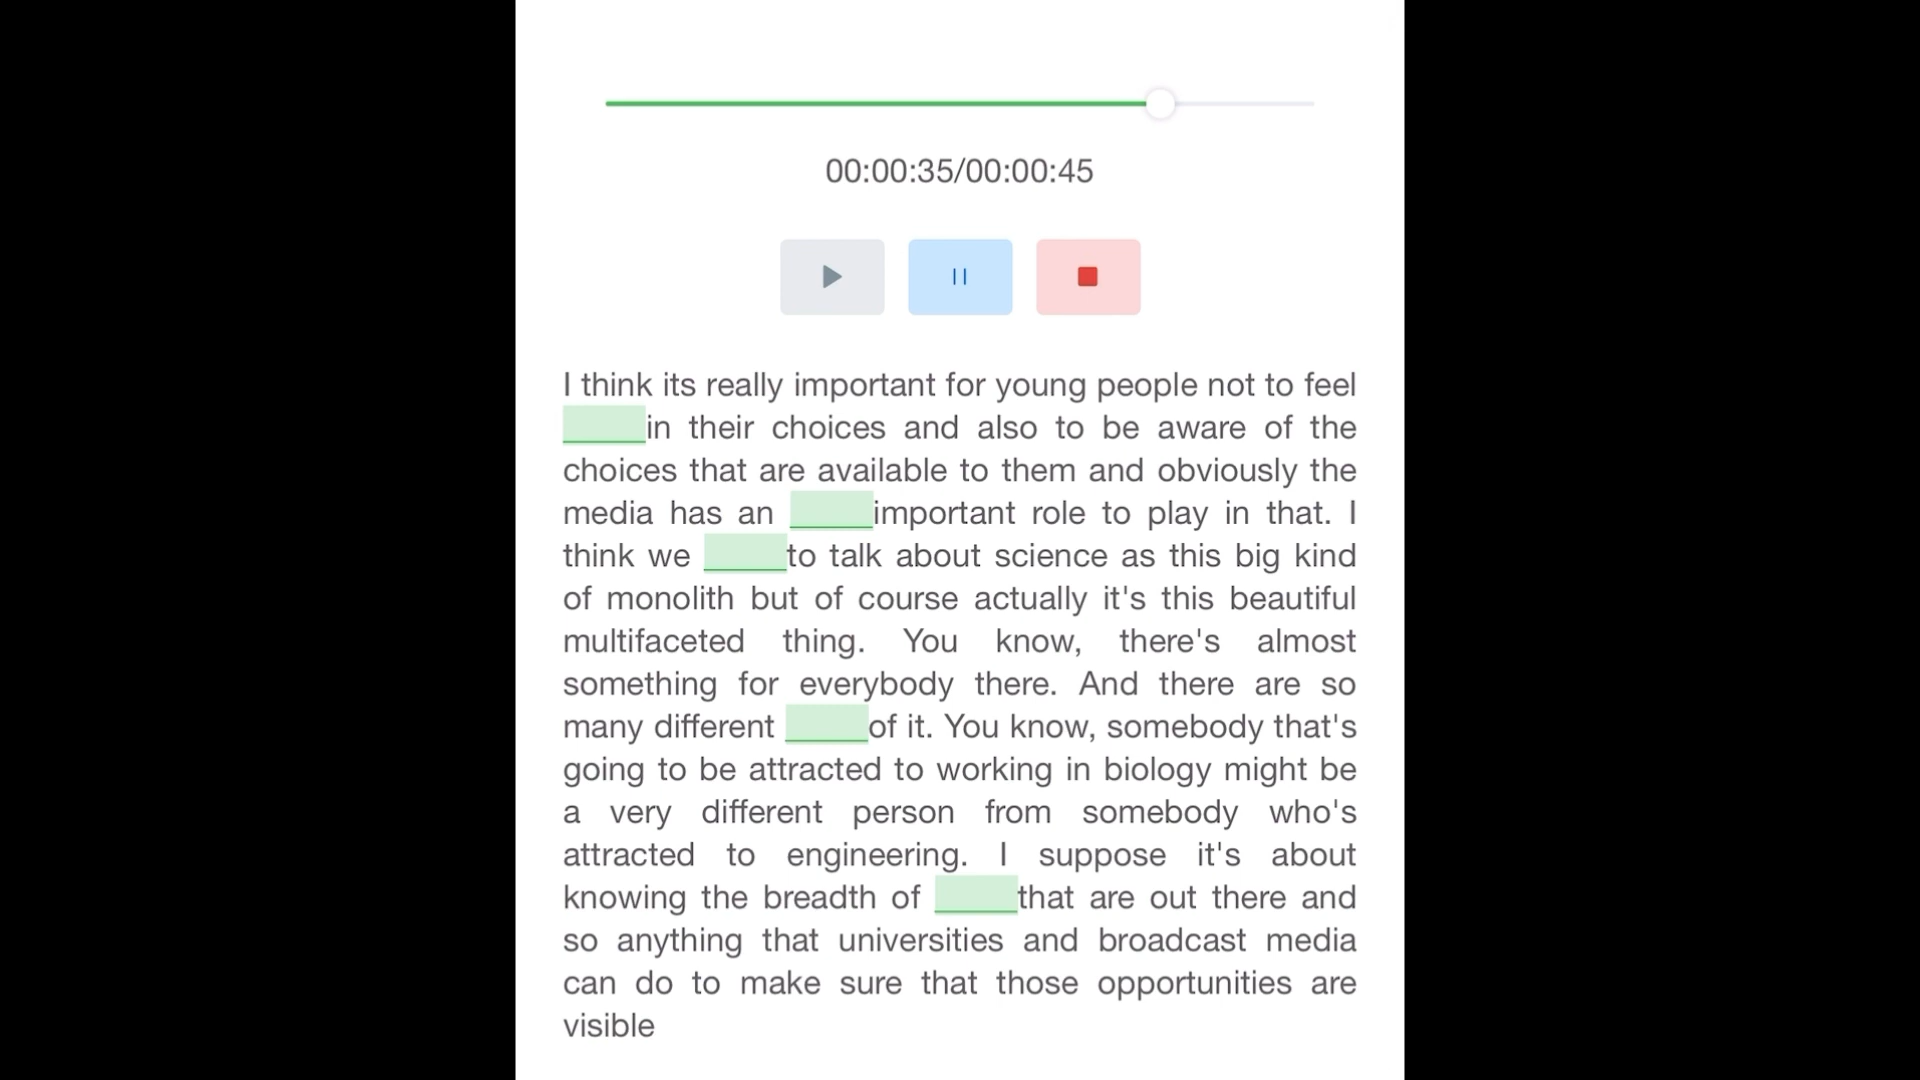 00:00:35/00:00:45
I think its really important for young people not to feel
in their choices and also to be aware of the
choices that are available to them and obviously the
media has an important role to play in that. I
think we to talk about science as this big kind
of monolith but of course actually it's this beautiful
multifaceted thing. You know, there's almost
something for everybody there. And there are so
many different of it. You know, somebody that's
going to be attracted to working in biology might be
a very different person from somebody who's
attracted to engineering. I suppose it's about
knowing the breadth of that are out there and
so anything that universities and broadcast media
can do to make sure that those opportunities are
visible